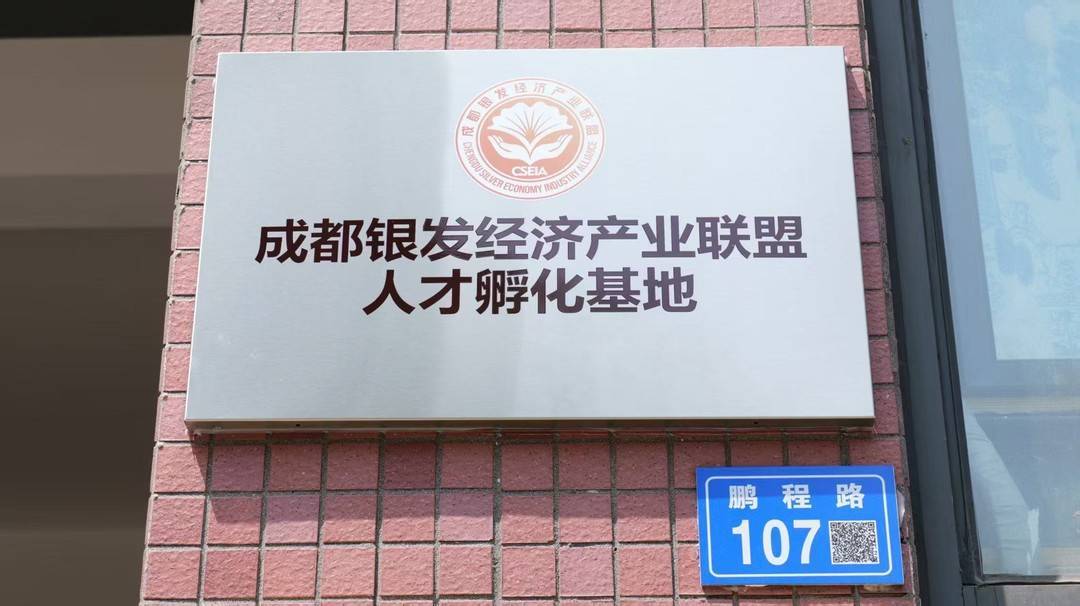 成都银发经济产业联盟
CHENGDU SILVER ECONOMY INDUSTRY ALLIANCE
CSEIA
成都银发经济产业联盟
人才孵化基地
鹏程路
107